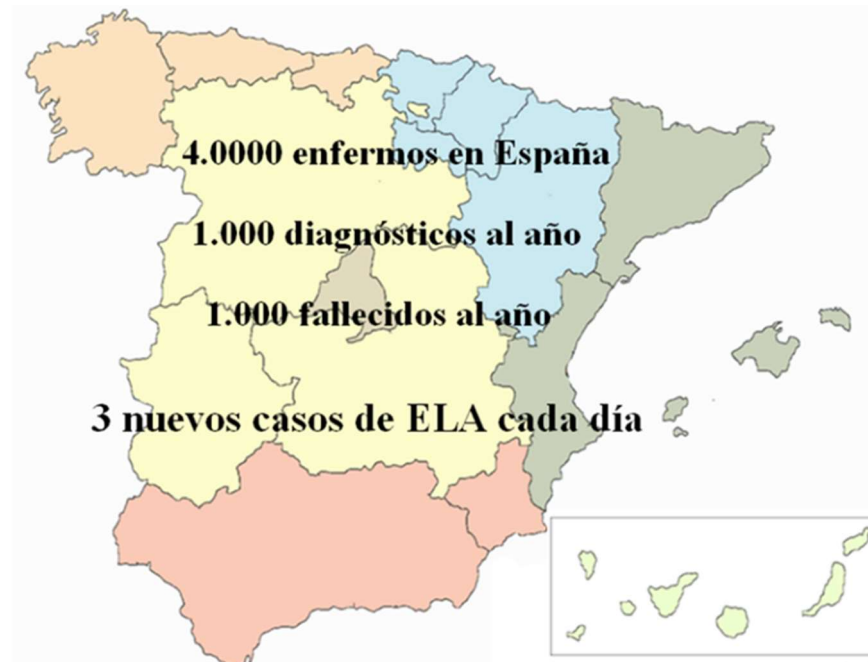 4.0000 enfermos en España
1.000 diagnósticos al año
1.000 fallecidos al año
3 nuevos casos de ELA cada día